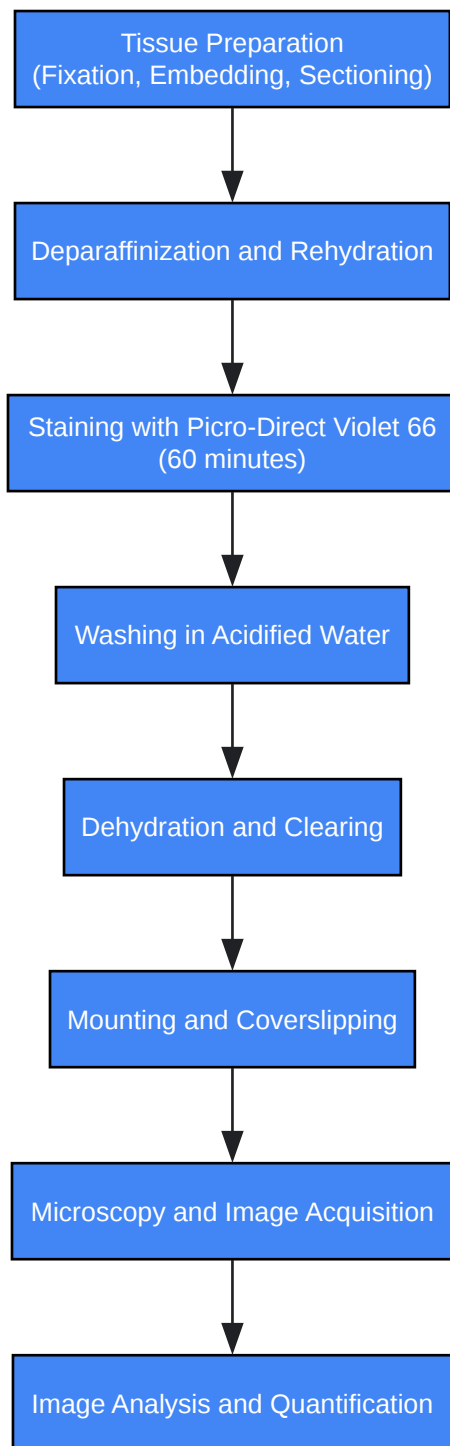 Tissue Preparation
(Fixation, Embedding, Sectioning)
Deparaffinization and Rehydration
Staining with Picro-Direct Violet 66
(60 minutes)
Washing in Acidified Water
Dehydration and Clearing
Mounting and Coverslipping
Microscopy and Image Acquisition
Image Analysis and Quantification